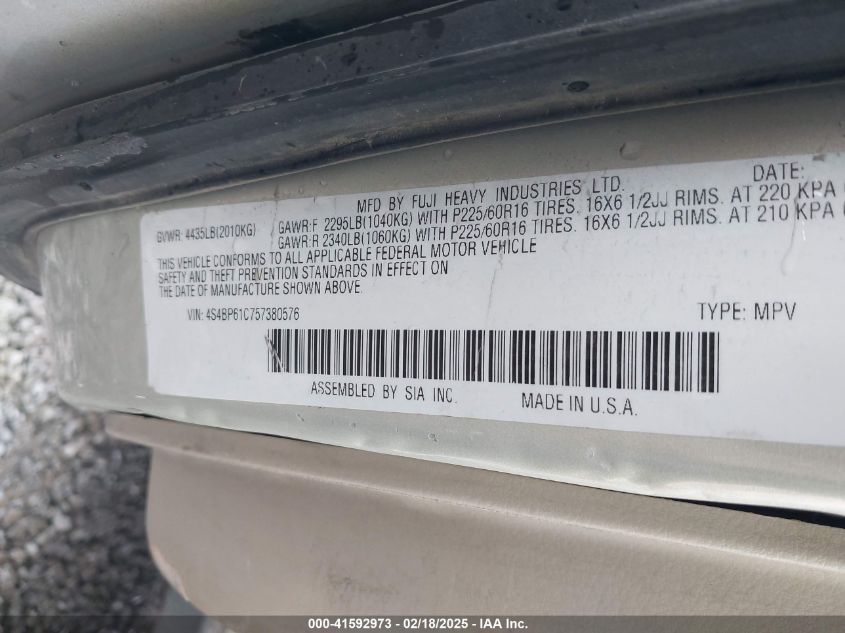 MFD BY FUJI HEAVY INDUSTRIES LTD. DATE:
GVWR: 4435LB(2010KG) GAWR:F 2295LB(1040KG) WITH P225/60R16 TIRES. 16X6 1/2JJ RIMS. AT 220 KPA
GAWR:R 2340LB(1060KG) WITH P225/60R16 TIRES. 16X6 1/2JJ RIMS. AT 210 KPA
THIS VEHICLE CONFORMS TO ALL APPLICABLE FEDERAL MOTOR VEHICLE
SAFETY AND THEFT PREVENTION STANDARDS IN EFFECT ON
THE DATE OF MANUFACTURE SHOWN ABOVE.
VIN: 4S4BP61C757380576 TYPE: MPV
ASSEMBLED BY SIA INC. MADE IN U.S.A.
000-41592973 - 02/18/2025 - IAA Inc.